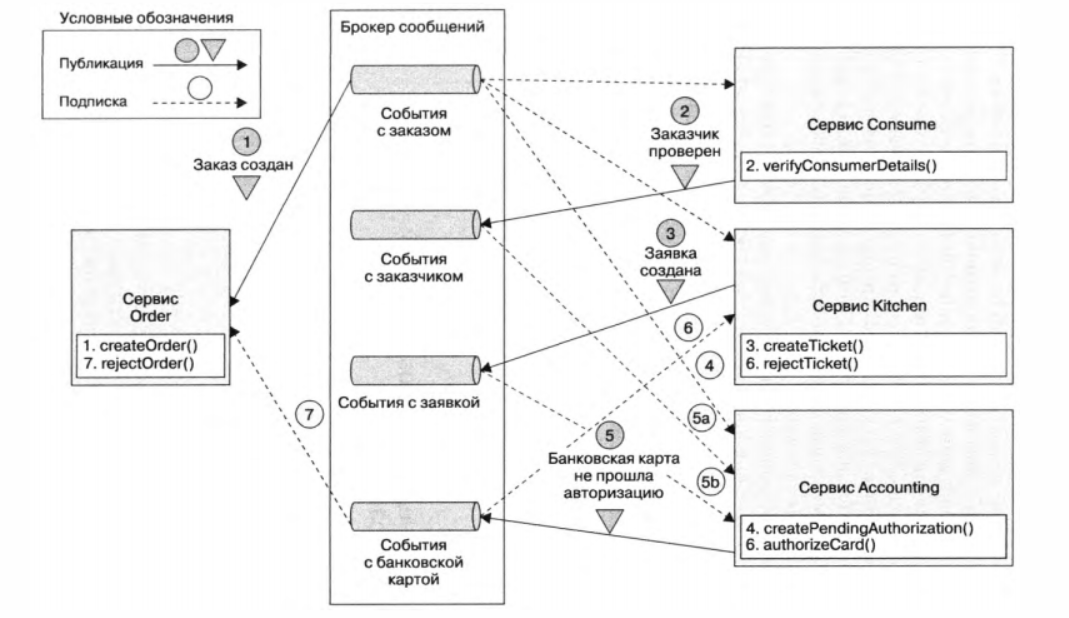 Условные обозначения
Публикация
Подписка
1
Заказ создан
Брокер сообщений
События
с заказом
События
с заказчиком
События с заявкой
События
с банковской
картой
Сервис
Order
1. createOrder()
7. rejectOrder()
7
2
Заказчик
проверен
3
Заявка
создана
6
4
5a
5b
5
Банковская карта
не прошла
авторизацию
Сервис Consume
2. verifyConsumerDetails()
Сервис Kitchen
3. createTicket()
6. rejectTicket()
Сервис Accounting
4. createPendingAuthorization()
6. authorizeCard()